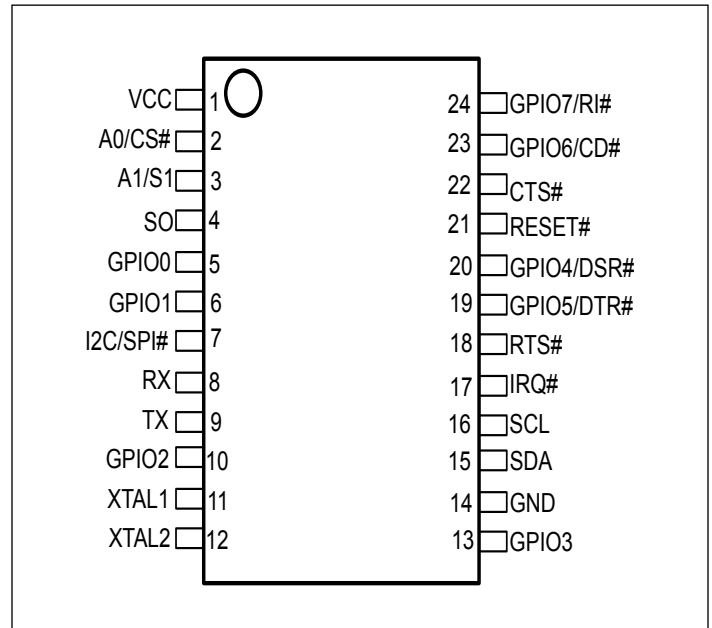 VCC 1 24 GPIO7/RI#
A0/CS# 2 23 GPIO6/CD#
A1/S1 3 22 CTS#
SO 4 21 RESET#
GPIO0 5 20 GPIO4/DSR#
GPIO1 6 19 GPIO5/DTR#
I2C/SPI# 7 18 RTS#
RX 8 17 IRQ#
TX 9 16 SCL
GPIO2 10 15 SDA
XTAL1 11 14 GND
XTAL2 12 13 GPIO3